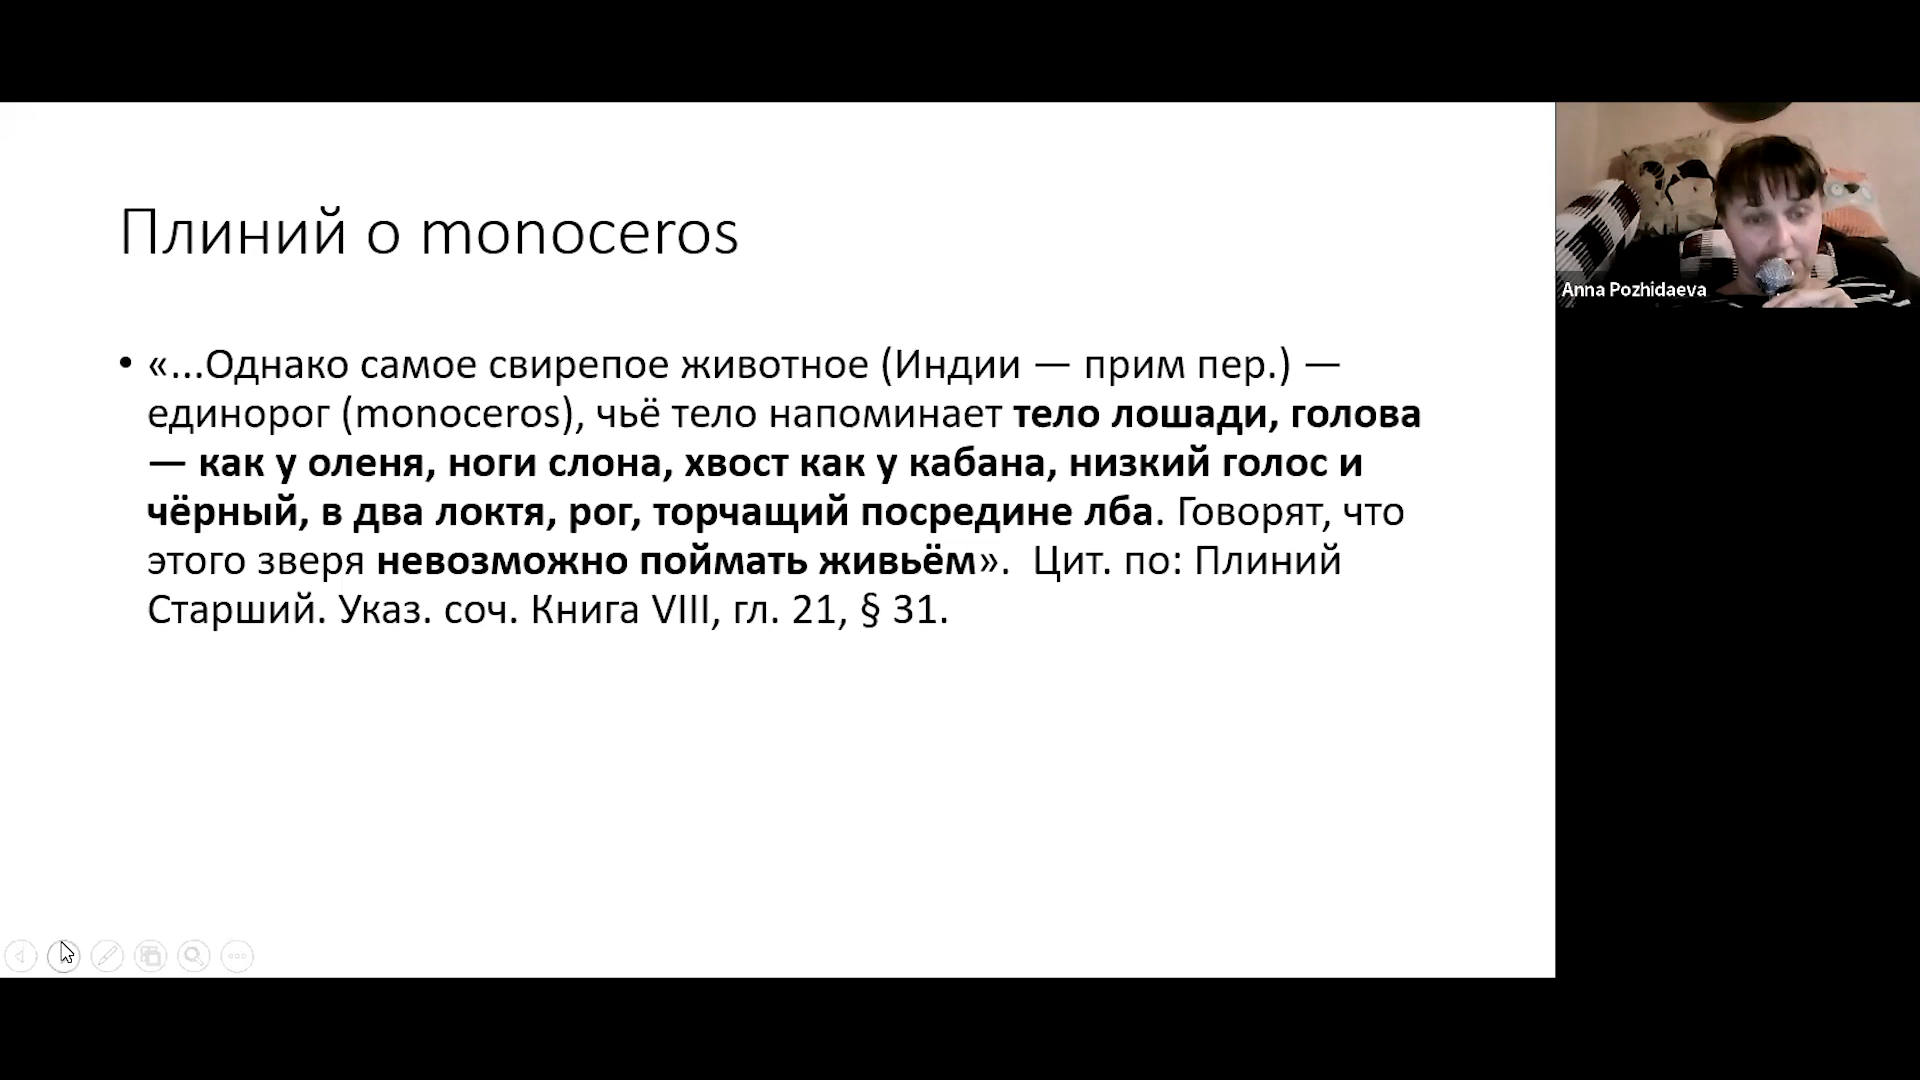 Плиний о monoceros
• «...Однако самое свирепое животное (Индии — прим пер.) —
единорог (monoceros), чьё тело напоминает тело лошади, голова
— как у оленя, ноги слона, хвост как у кабана, низкий голос и
чёрный, в два локтя, рог, торчащий посредине лба. Говорят, что
этого зверя невозможно поймать живьём». Цит. по: Плиний
Старший. Указ. соч. Книга VIII, гл. 21, § 31.
Anna Pozhidaeva